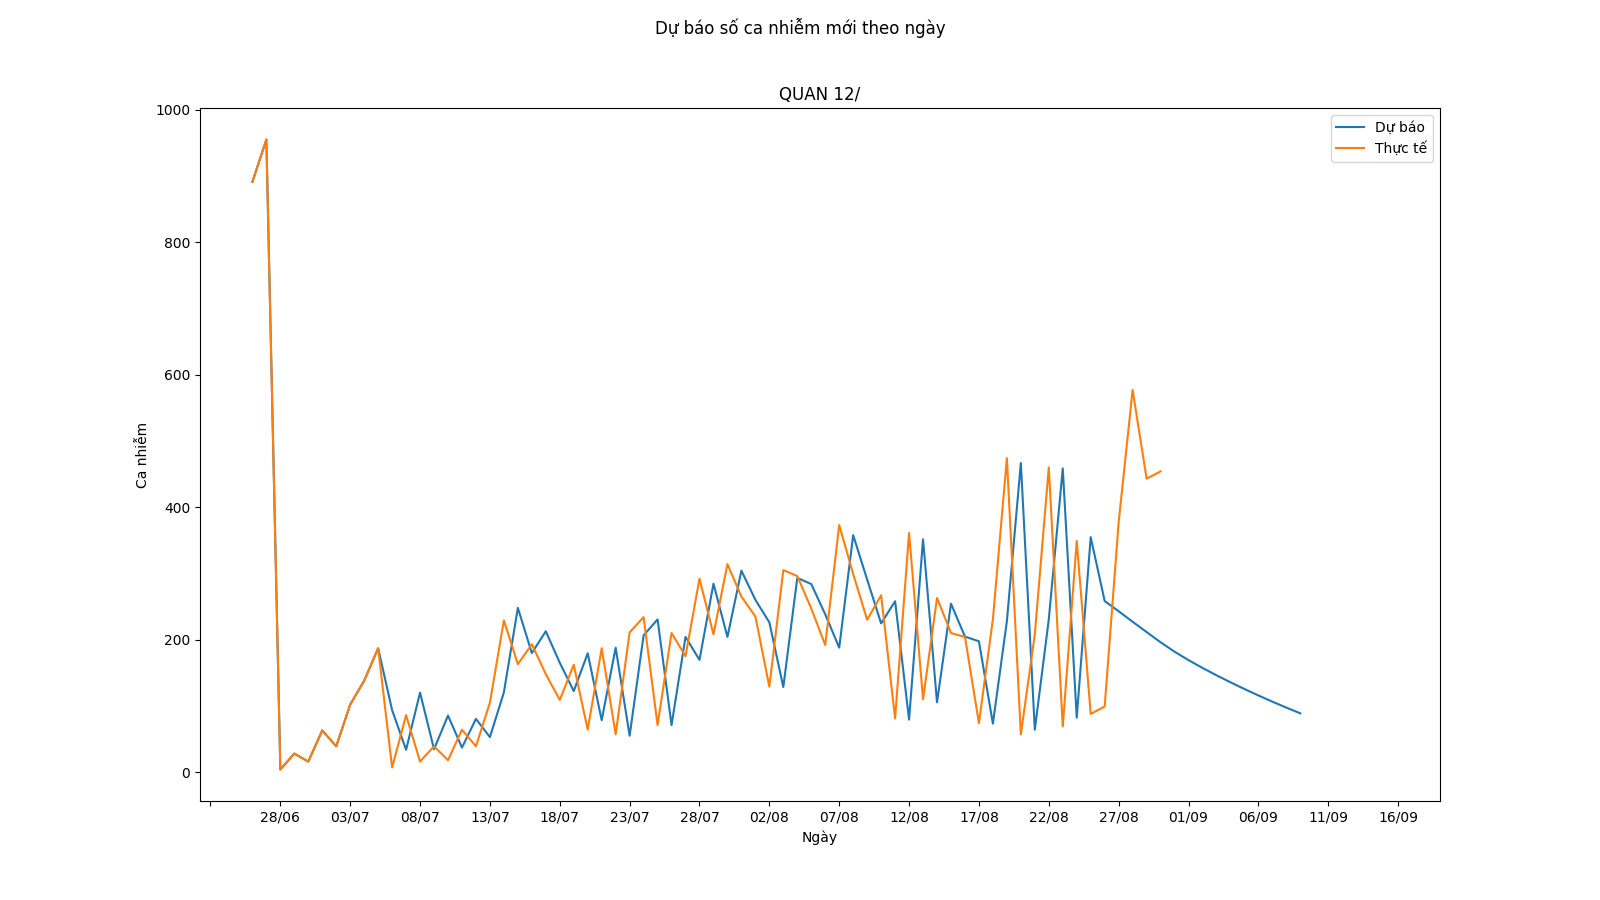 Dự báo số ca nhiễm mới theo ngày
QUAN 12/
Dự báo
Thực tế
Ca nhiễm
1000
800
600
400
200
0
28/06 03/07 08/07 13/07 18/07 23/07 28/07 02/08 07/08 12/08 17/08 22/08 27/08 01/09 06/09 11/09 16/09
Ngày